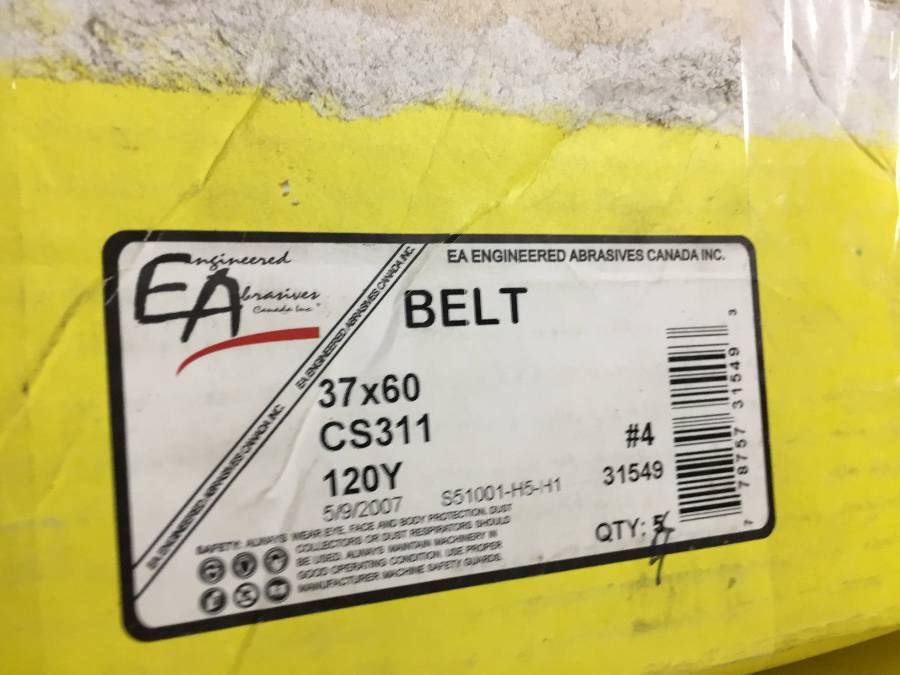 Engineered
Abrasives
Canada Inc.
EA ENGINEERED ABRASIVES CANADA INC.
EA ENGINEERED ABRASIVES CANADA INC.
EA ENGINEERED ABRASIVES CANADA INC.
BELT
37x60
CS311
120Y
5/9/2007
S51001-H5-H1
#4
31549
QTY: 5
7 78757 31549 3
SAFETY: ALWAYS WEAR EYE, FACE AND BODY PROTECTION, DUST
COLLECTORS OR DUST RESPIRATORS SHOULD
BE USED. ALWAYS MAINTAIN MACHINERY IN
GOOD OPERATING CONDITION. USE PROPER
MANUFACTURER MACHINE SAFETY GUARDS.